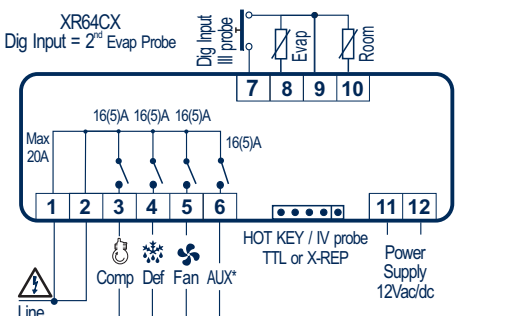 XR64CX
Dig Input = 2nd Evap Probe
Dig Input
III probe
Evap
Room
7 8 9 10
16(5)A 16(5)A 16(5)A
16(5)A
Max
20A
1 2 3 4 5 6
11 12
HOT KEY / IV probe
TTL or X-REP
Power
Supply
12Vac/dc
Comp Def Fan AUX*
Line